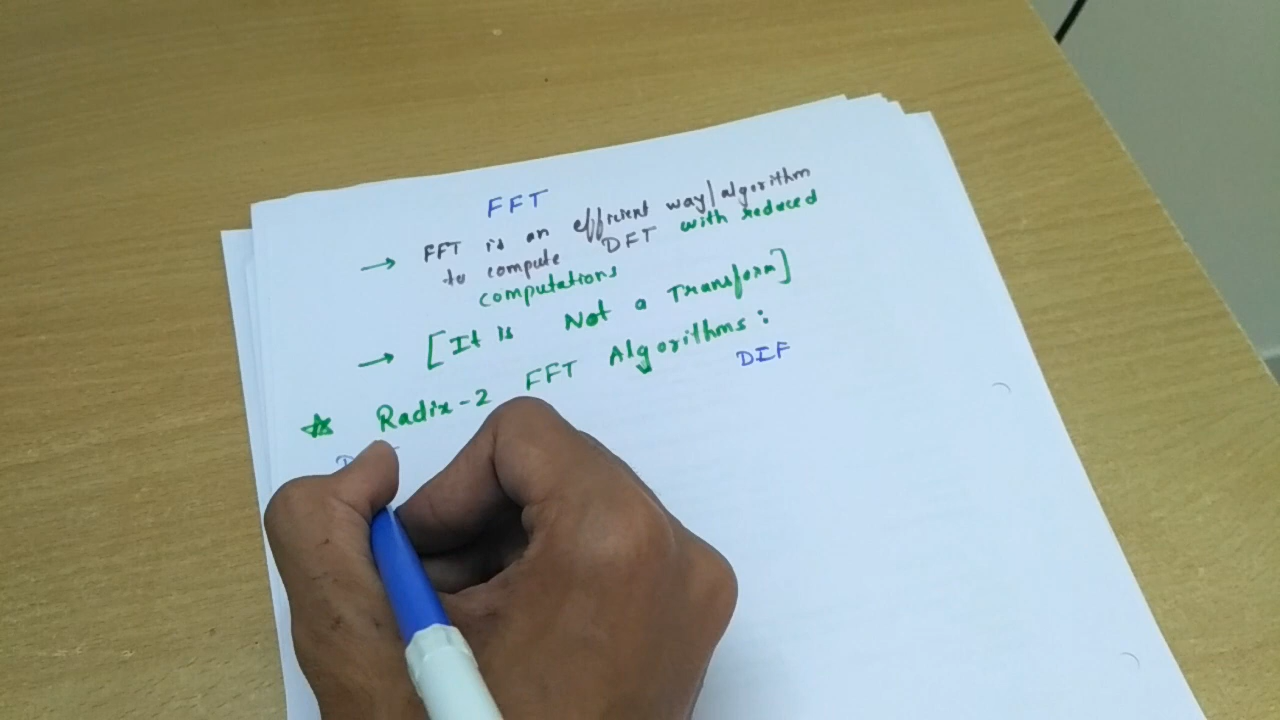 FFT
→ FFT is an efficient way/algorithm
to compute DFT with reduced
computations
→ [It is Not a Transform]
☆ Radix-2 FFT Algorithms:
DIF